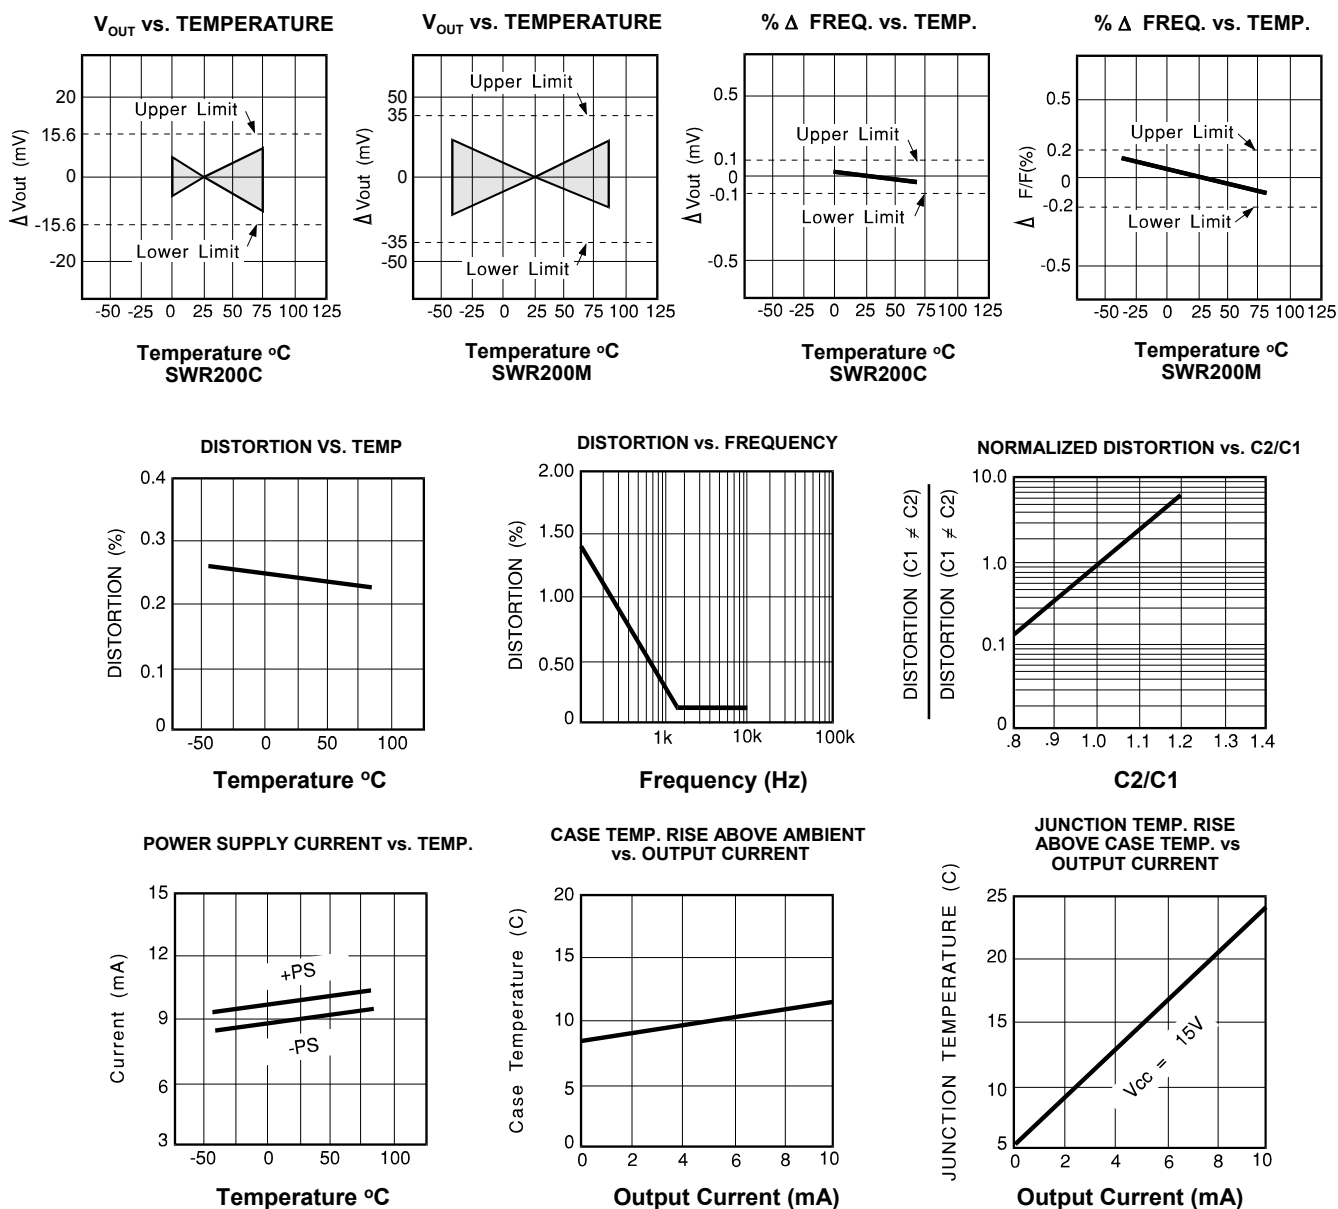 V_OUT vs. TEMPERATURE
20
15.6
0
-15.6
-20
Δ Vout (mV)
Upper Limit
Lower Limit
-50 -25 0 25 50 75 100 125
Temperature ºC
SWR200C
V_OUT vs. TEMPERATURE
50
35
0
-35
-50
Δ Vout (mV)
Upper Limit
Lower Limit
-50 -25 0 25 50 75 100 125
Temperature ºC
SWR200M
% Δ FREQ. vs. TEMP.
0.5
0.1
0
-0.1
-0.5
Δ Vout (mV)
Upper Limit
Lower Limit
-50 -25 0 25 50 75 100 125
Temperature ºC
SWR200C
% Δ FREQ. vs. TEMP.
0.5
0.2
0
-0.2
-0.5
Δ F/F(%)
Upper Limit
Lower Limit
-50 -25 0 25 50 75 100 125
Temperature ºC
SWR200M
DISTORTION VS. TEMP
0.4
0.3
0.2
0.1
0
DISTORTION (%)
-50 0 50 100
Temperature ºC
DISTORTION vs. FREQUENCY
2.00
1.50
1.00
0.50
0
DISTORTION (%)
1k 10k 100k
Frequency (Hz)
NORMALIZED DISTORTION vs. C2/C1
10.0
1.0
0.1
0
DISTORTION (C1 ≠ C2)
DISTORTION (C1 ≠ C2)
.8 .9 1.0 1.1 1.2 1.3 1.4
C2/C1
POWER SUPPLY CURRENT vs. TEMP.
15
12
9
6
3
Current (mA)
+PS
-PS
-50 0 50 100
Temperature ºC
CASE TEMP. RISE ABOVE AMBIENT
vs. OUTPUT CURRENT
20
15
10
5
0
Case Temperature (C)
0 2 4 6 8 10
Output Current (mA)
JUNCTION TEMP. RISE
ABOVE CASE TEMP. vs
OUTPUT CURRENT
25
20
15
10
5
JUNCTION TEMPERATURE (C)
Vcc = 15V
0 2 4 6 8 10
Output Current (mA)